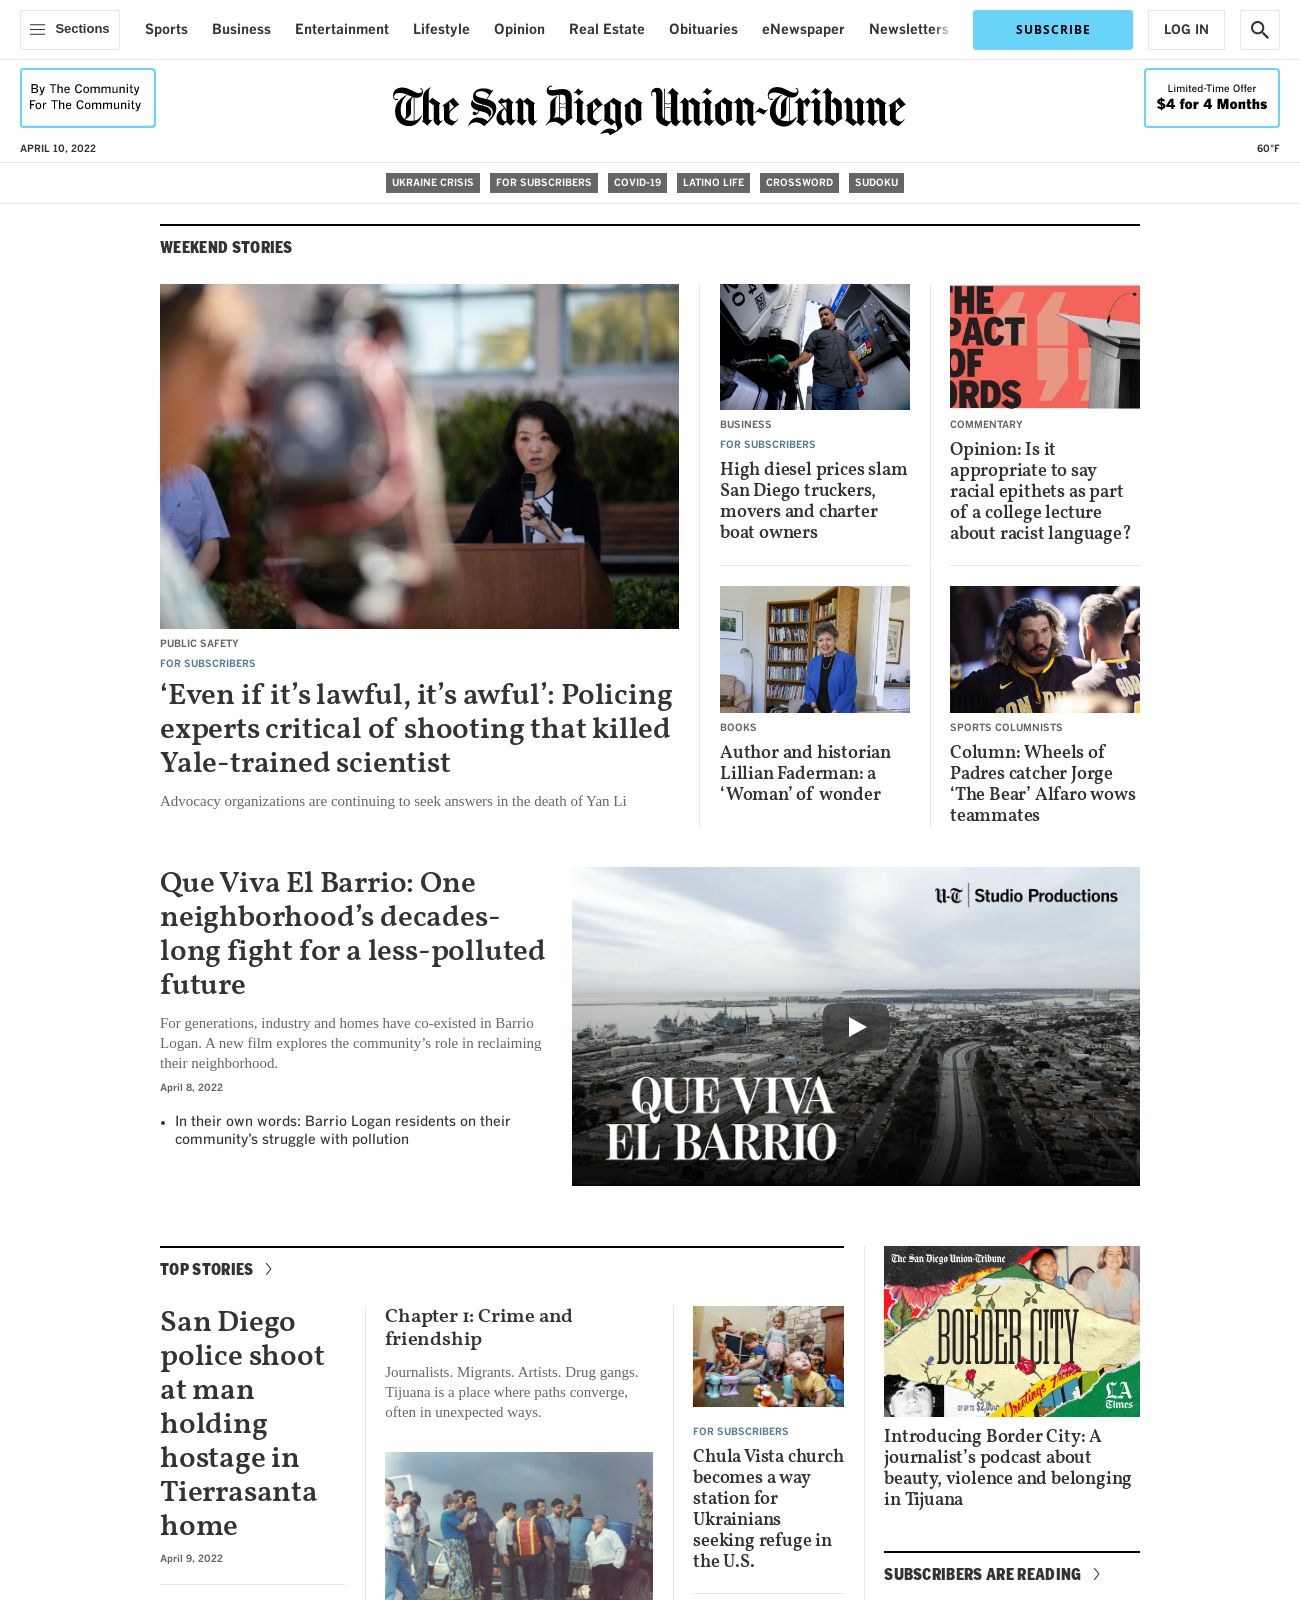 Sections
Sports
Business
Entertainment
Lifestyle
Opinion
Real Estate
Obituaries
eNewspaper
Newsletters
SUBSCRIBE
LOG IN
By The Community
For The Community
The San Diego Union-Tribune
Limited-Time Offer
$4 for 4 Months
APRIL 10, 2022
60°F
UKRAINE CRISIS
FOR SUBSCRIBERS
COVID-19
LATINO LIFE
CROSSWORD
SUDOKU
WEEKEND STORIES
PUBLIC SAFETY
FOR SUBSCRIBERS
‘Even if it’s lawful, it’s awful’: Policing
experts critical of shooting that killed
Yale-trained scientist
Advocacy organizations are continuing to seek answers in the death of Yan Li
20
BUSINESS
FOR SUBSCRIBERS
High diesel prices slam
San Diego truckers,
movers and charter
boat owners
HE
PACT
OF
ORDS
COMMENTARY
Opinion: Is it
appropriate to say
racial epithets as part
of a college lecture
about racist language?
BOOKS
Author and historian
Lillian Faderman: a
‘Woman’ of wonder
SPORTS COLUMNISTS
Column: Wheels of
Padres catcher Jorge
‘The Bear’ Alfaro wows
teammates
Que Viva El Barrio: One
neighborhood’s decades-
long fight for a less-polluted
future
For generations, industry and homes have co-existed in Barrio
Logan. A new film explores the community’s role in reclaiming
their neighborhood.
April 8, 2022
• In their own words: Barrio Logan residents on their
community’s struggle with pollution
U-T Studio Productions
QUE VIVA
EL BARRIO
TOP STORIES
San Diego
police shoot
at man
holding
hostage in
Tierrasanta
home
April 9, 2022
Chapter 1: Crime and
friendship
Journalists. Migrants. Artists. Drug gangs.
Tijuana is a place where paths converge,
often in unexpected ways.
FOR SUBSCRIBERS
Chula Vista church
becomes a way
station for
Ukrainians
seeking refuge in
the U.S.
The San Diego Union-Tribune
BORDER CITY
Greetings from
LA
Times
Introducing Border City: A
journalist’s podcast about
beauty, violence and belonging
in Tijuana
SUBSCRIBERS ARE READING